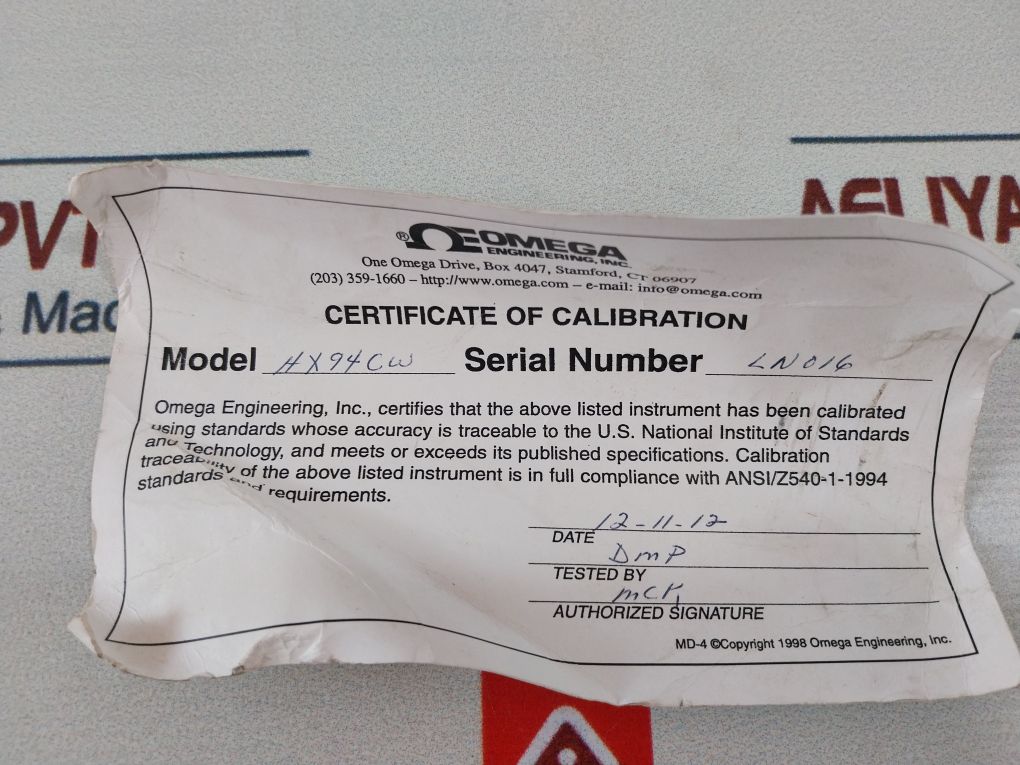 PVT
Mac
ASLIYA
® OMEGA
ENGINEERING, INC.
One Omega Drive, Box 4047, Stamford, CT 06907
(203) 359-1660 – http://www.omega.com – e-mail: info@omega.com
CERTIFICATE OF CALIBRATION
Model HX94CW Serial Number LN016
Omega Engineering, Inc., certifies that the above listed instrument has been calibrated
using standards whose accuracy is traceable to the U.S. National Institute of Standards
and Technology, and meets or exceeds its published specifications. Calibration
traceability of the above listed instrument is in full compliance with ANSI/Z540-1-1994
standards and requirements.
12-11-12
DATE
DMP
TESTED BY
MCK
AUTHORIZED SIGNATURE
MD-4 ©Copyright 1998 Omega Engineering, Inc.